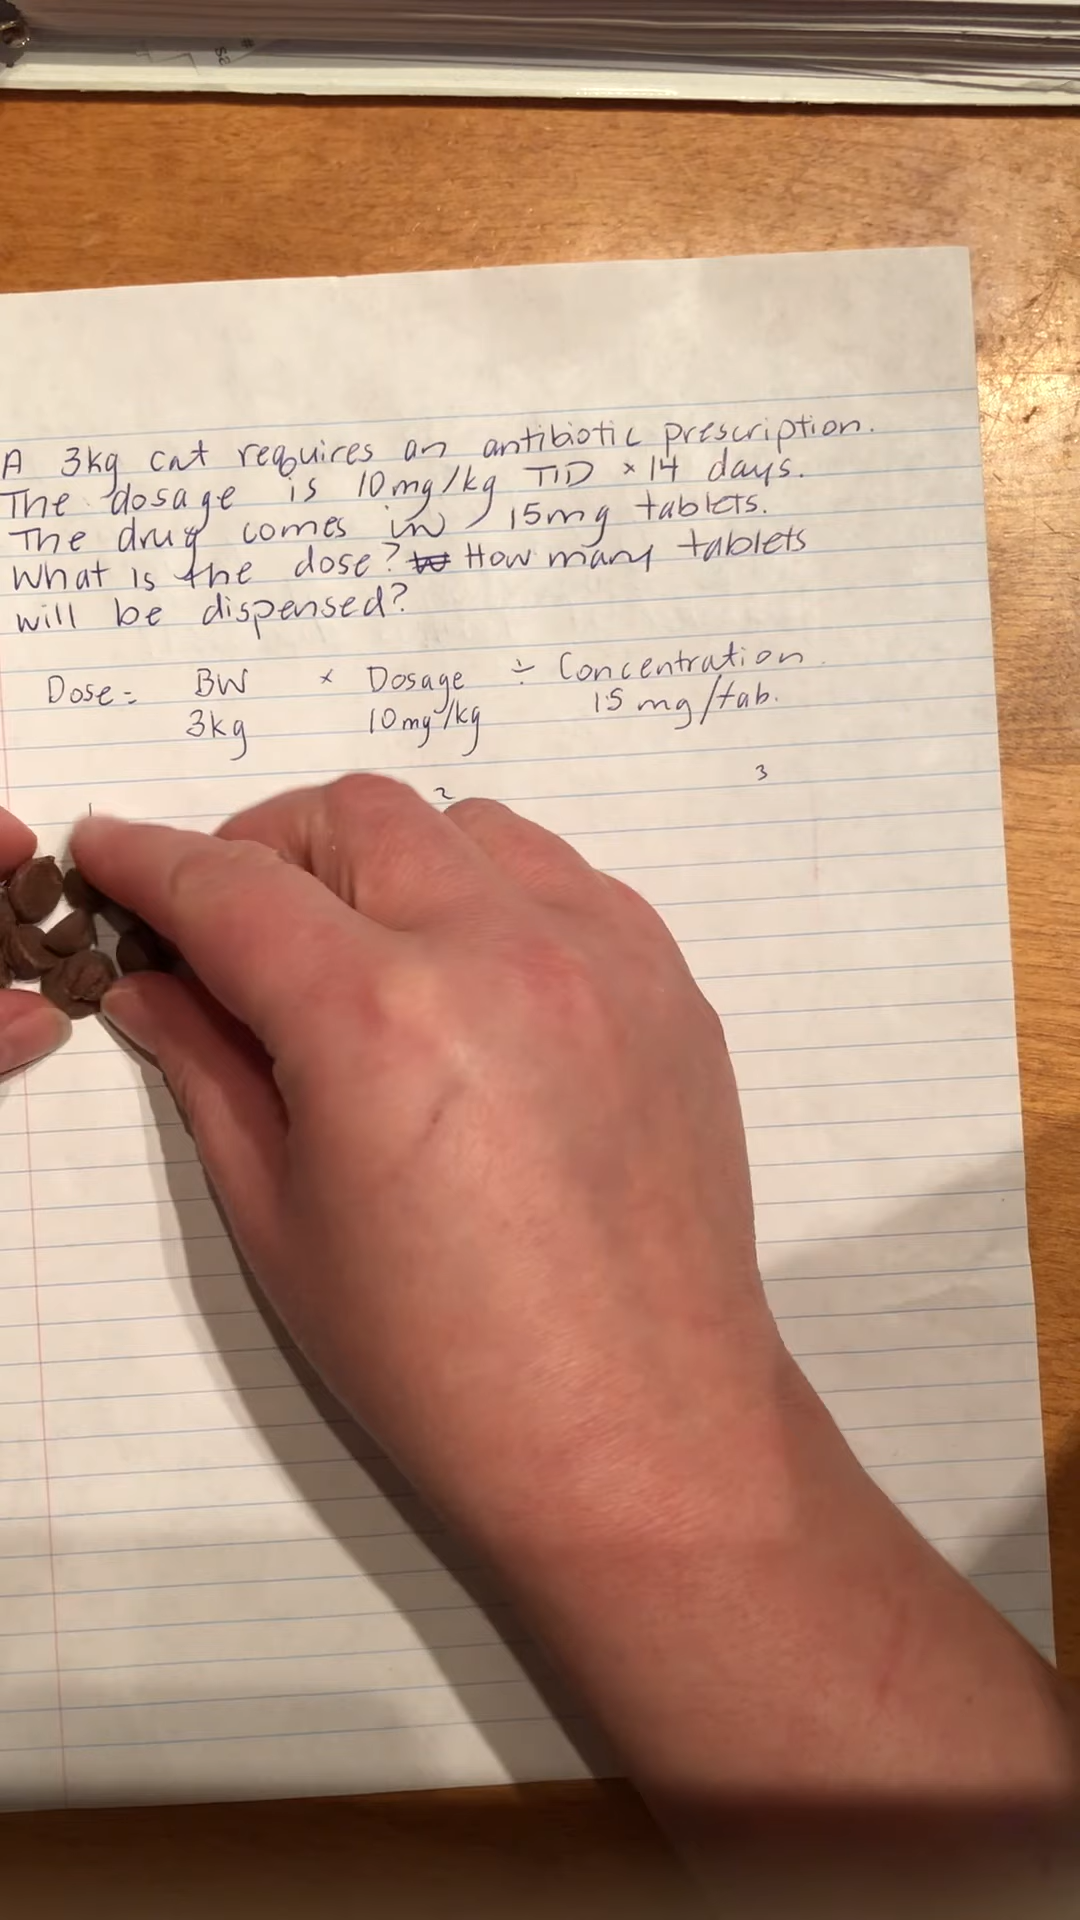 A 3kg cat requires an antibiotic prescription.
The dosage is 10mg/kg TID × 14 days.
The drug comes in 15mg tablets.
What is the dose? How many tablets
will be dispensed?
Dose = BW × Dosage ÷ Concentration
3kg 10mg/kg 15mg/tab.
1 2 3